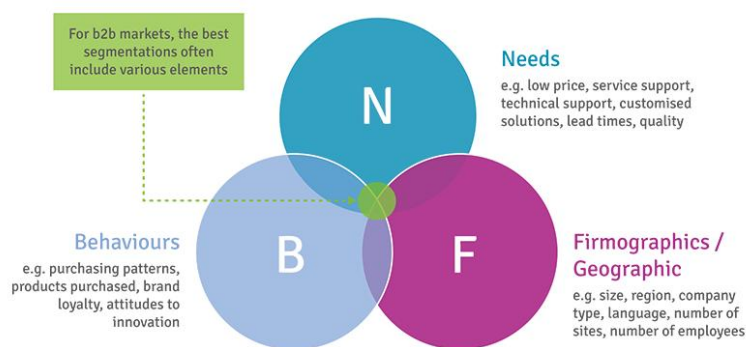 For b2b markets, the best
segmentations often
include various elements
N
Needs
e.g. low price, service support,
technical support, customised
solutions, lead times, quality
B
Behaviours
e.g. purchasing patterns,
products purchased, brand
loyalty, attitudes to
innovation
F
Firmographics /
Geographic
e.g. size, region, company
type, language, number of
sites, number of employees